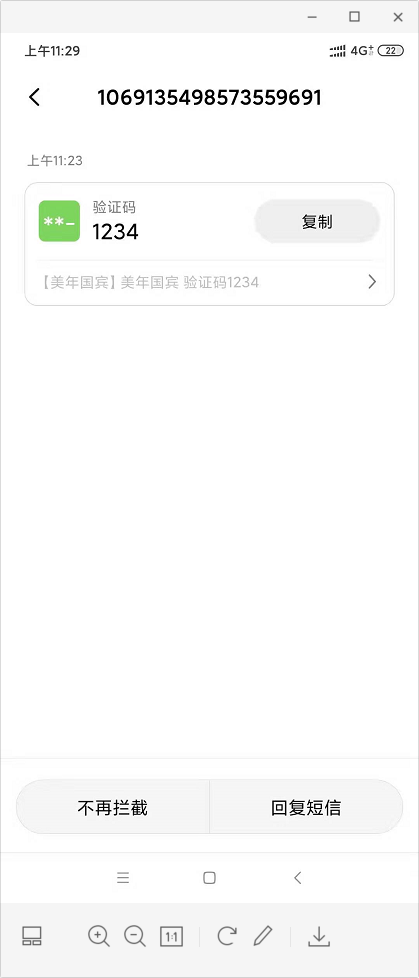 上午11:29
4G+
22
1069135498573559691
上午11:23
**–
验证码
1234
复制
【美年国宾】美年国宾 验证码1234
不再拦截
回复短信
1:1